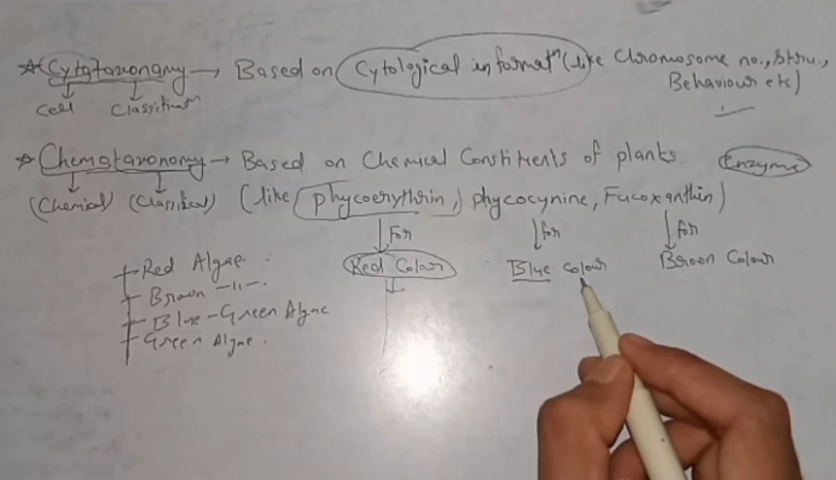 ☆ Cytotaxonomy → Based on Cytological informatn (like Chromosome no., Stru.,
Behaviour etc)
Cell Classificatn
☆ Chemotaxonomy → Based on Chemical Constituents of plants. Enzyme
(Chemical) (Classifical) (like phycoerythrin, phycocynine, Fucoxanthin)
for for for
Red Colour Blue Colour Brown Colour
Red Algae.
Brown -11-.
Blue-Green Algae
Green Algae.